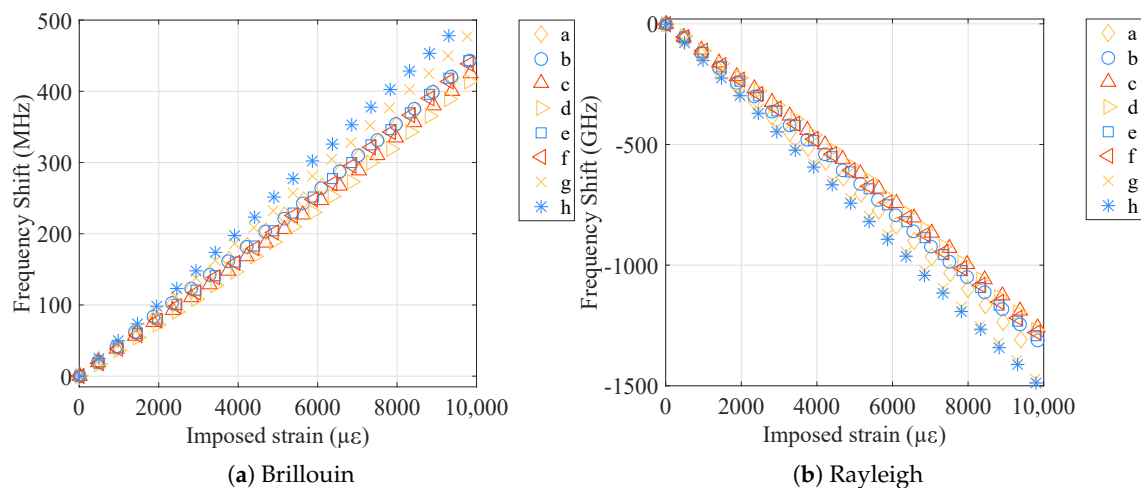 500
400
300
200
100
0
Frequency Shift (MHz)
0 2000 4000 6000 8000 10,000
Imposed strain (με)
a
b
c
d
e
f
g
h
(a) Brillouin
0
-500
-1000
-1500
Frequency Shift (GHz)
0 2000 4000 6000 8000 10,000
Imposed strain (με)
a
b
c
d
e
f
g
h
(b) Rayleigh